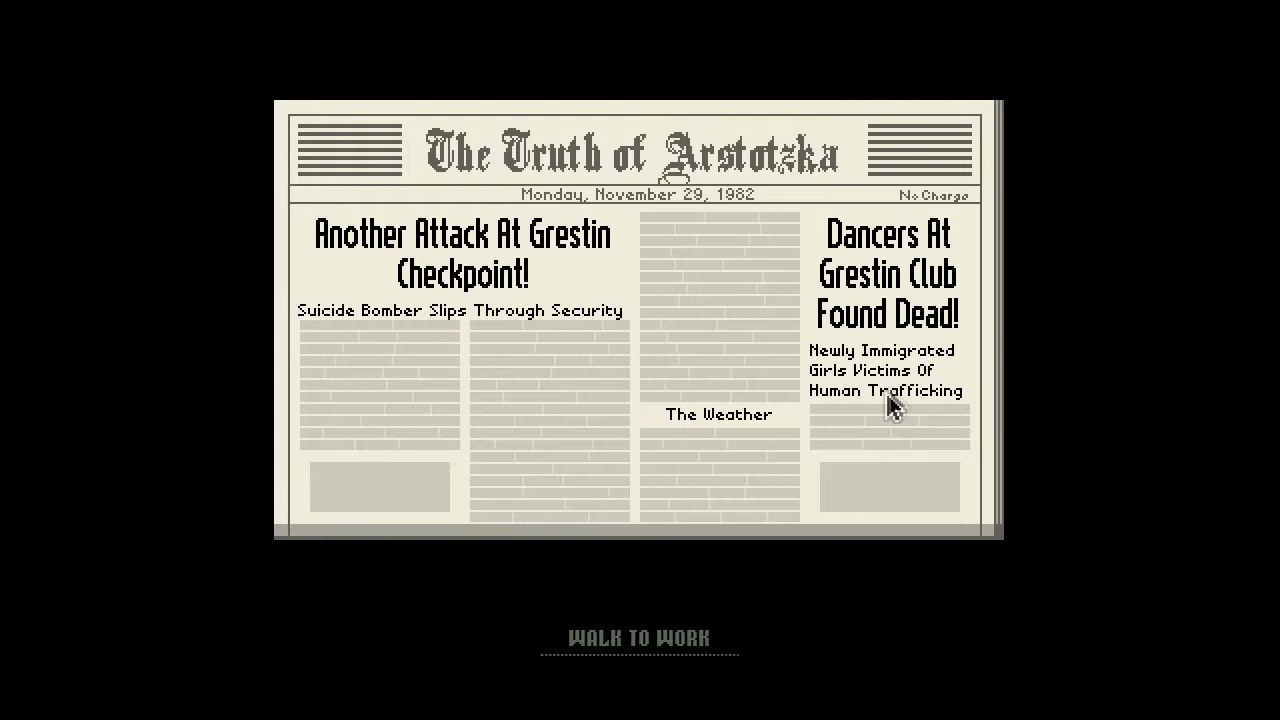 The Truth of Arstotzka
Monday, November 29, 1982
No Charge
Another Attack At Grestin
Checkpoint!
Suicide Bomber Slips Through Security
The Weather
Dancers At
Grestin Club
Found Dead!
Newly Immigrated
Girls Victims Of
Human Trafficking
WALK TO WORK